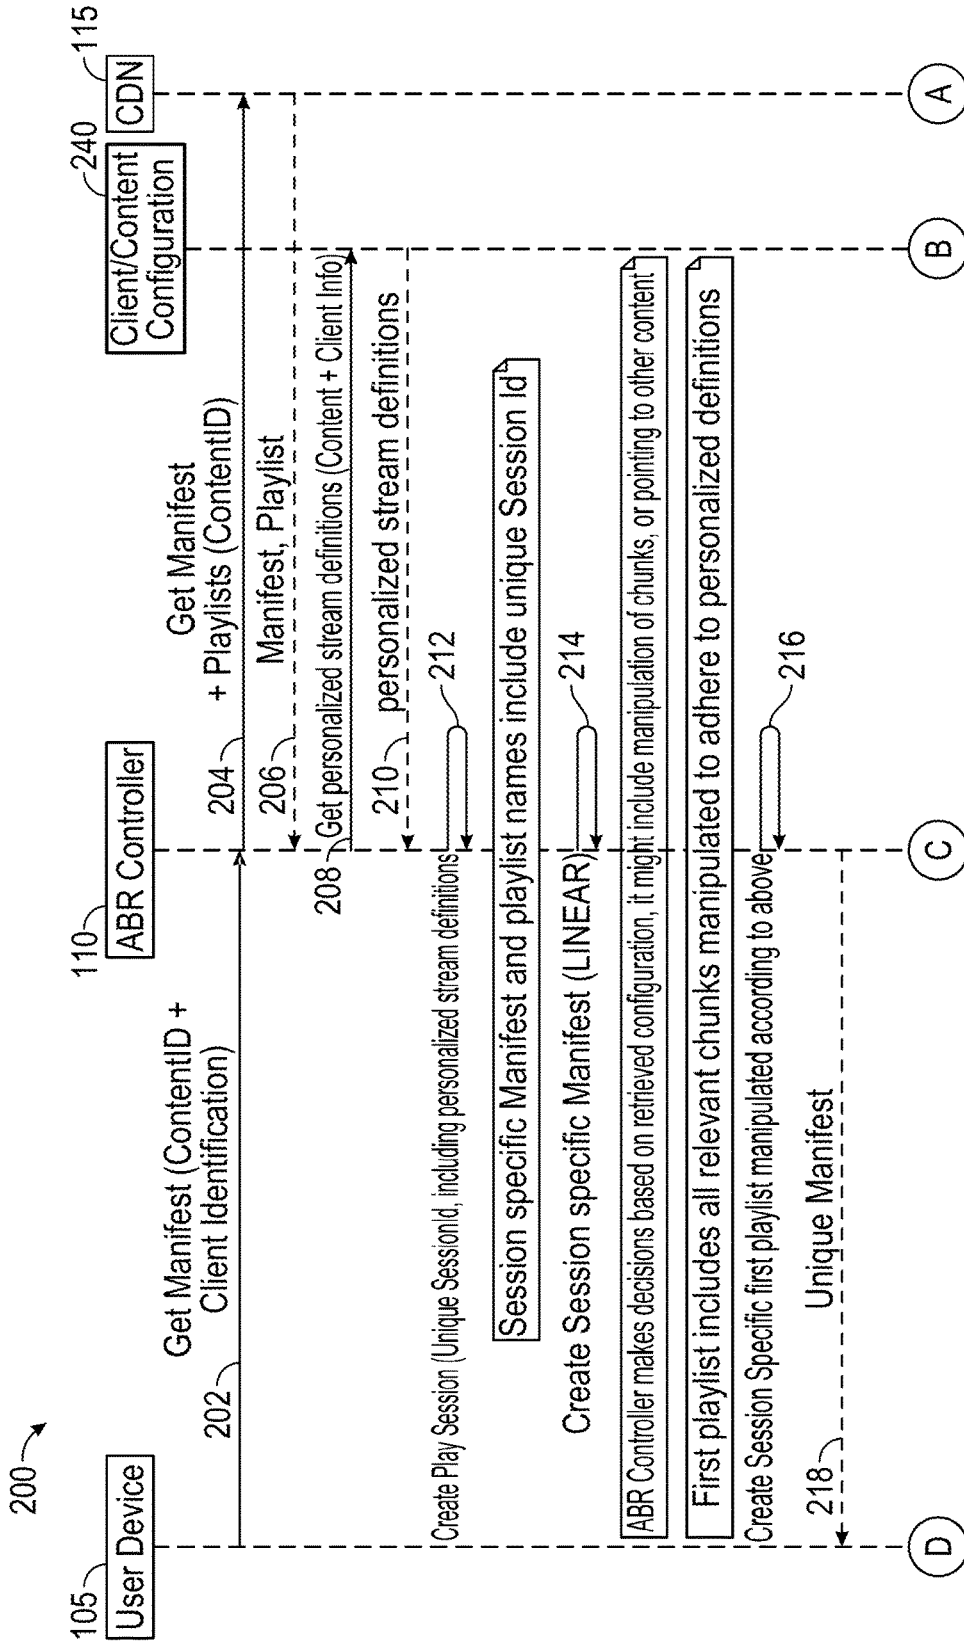 200
105
User Device
110
ABR Controller
240
Client/Content
Configuration
115
CDN
Get Manifest (ContentID +
Client Identification)
202
Get Manifest
+ Playlists (ContentID)
204
Manifest, Playlist
206
Get personalized stream definitions (Content + Client Info)
208
personalized stream definitions
210
Create Play Session (Unique SessionId, including personalized stream definitions
212
Session specific Manifest and playlist names include unique Session Id
Create Session specific Manifest (LINEAR)
214
ABR Controller makes decisions based on retrieved configuration, it might include manipulation of chunks, or pointing to other content
First playlist includes all relevant chunks manipulated to adhere to personalized definitions
Create Session Specific first playlist manipulated according to above
216
Unique Manifest
218
D
C
B
A